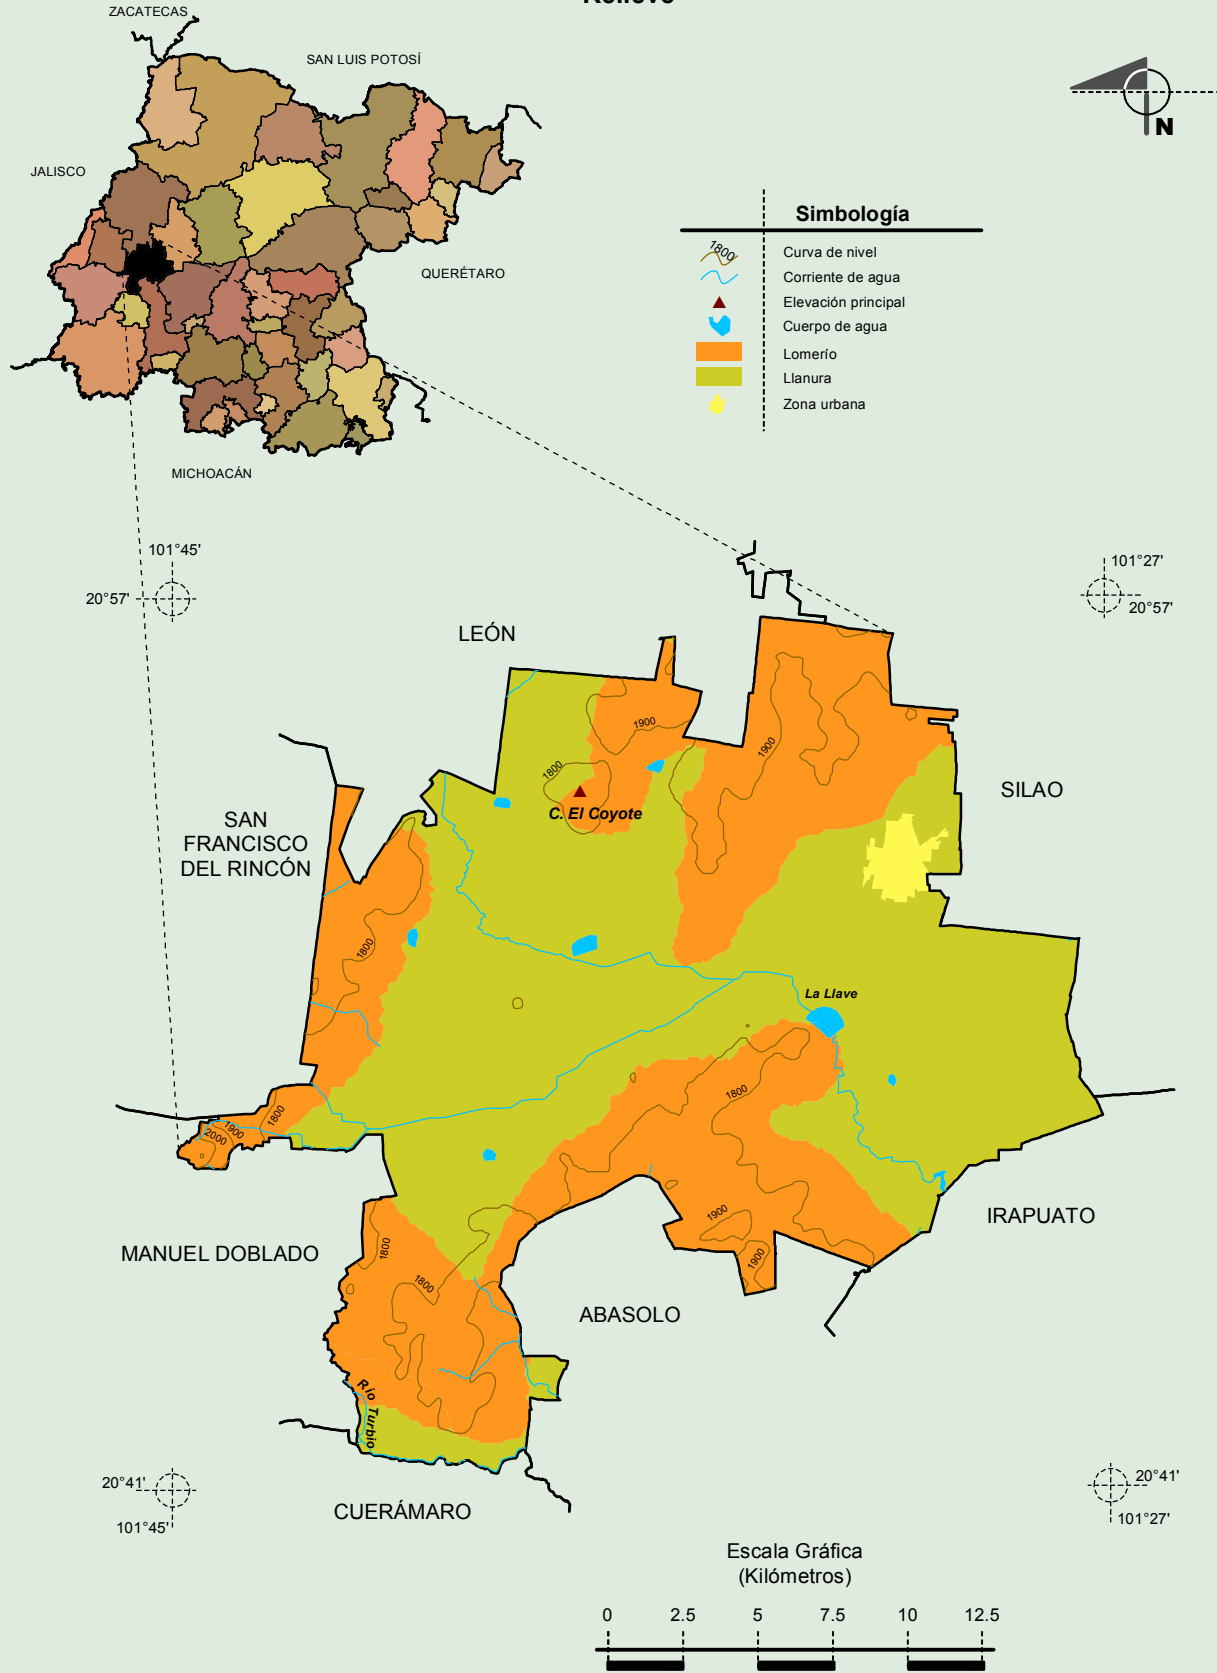 Relieve
ZACATECAS
SAN LUIS POTOSÍ
JALISCO
QUERÉTARO
MICHOACÁN
N
Simbología
1800
Curva de nivel
Corriente de agua
Elevación principal
Cuerpo de agua
Lomerío
Llanura
Zona urbana
101°45'
20°57'
101°27'
20°57'
LEÓN
SILAO
SAN
FRANCISCO
DEL RINCÓN
1900
1900
1800
C. El Coyote
1800
La Llave
1800
1800
1900
2000
1900
1900
IRAPUATO
MANUEL DOBLADO
1800
1800
ABASOLO
Río Turbio
20°41'
101°45'
20°41'
101°27'
CUERÁMARO
Escala Gráfica
(Kilómetros)
0 2.5 5 7.5 10 12.5